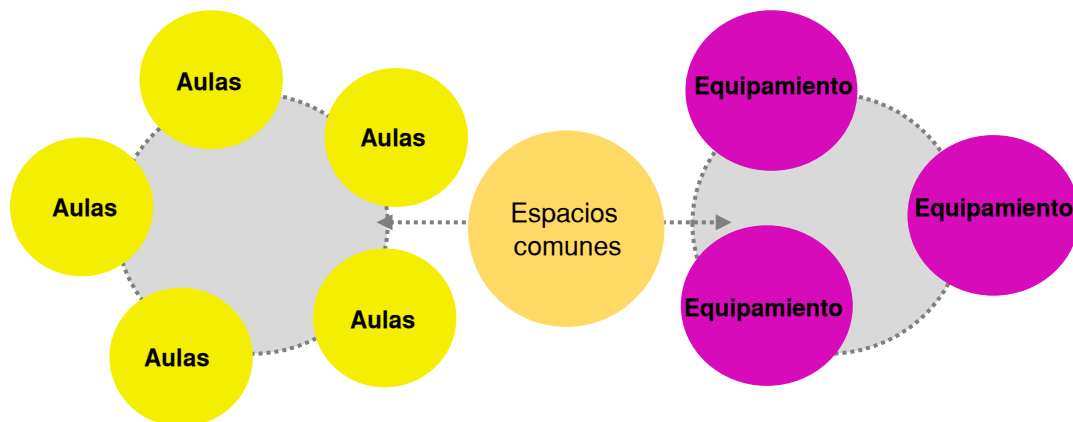 Aulas
Aulas
Aulas
Aulas
Aulas
Espacios
comunes
Equipamiento
Equipamiento
Equipamiento